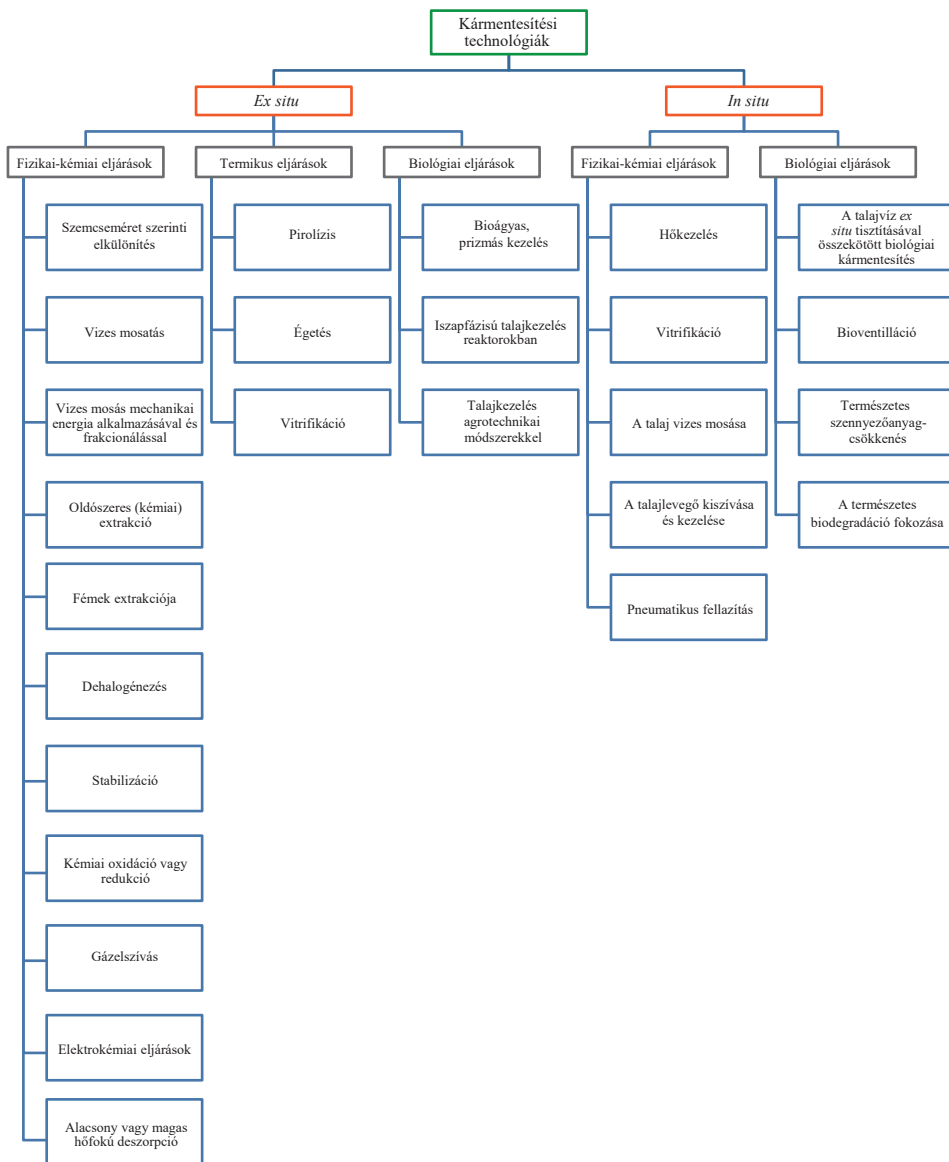 Kármentesítési
technológiák
Ex situ
In situ
Fizikai-kémiai eljárások
Termikus eljárások
Biológiai eljárások
Fizikai-kémiai eljárások
Biológiai eljárások
Szemcseméret szerinti
elkülönítés
Vizes mosatás
Vizes mosás mechanikai
energia alkalmazásával és
frakcionálással
Oldószeres (kémiai)
extrakció
Fémek extrakciója
Dehalogénezés
Stabilizáció
Kémiai oxidáció vagy
redukció
Gázelszívás
Elektrokémiai eljárások
Alacsony vagy magas
hőfokú deszorpció
Pirolízis
Égetés
Vitrifikáció
Bioágyas,
prizmás kezelés
Iszapfázisú talajkezelés
reaktorokban
Talajkezelés
agrotechnikai
módszerekkel
Hőkezelés
Vitrifikáció
A talaj vizes mosása
A talajlevegő kiszívása
és kezelése
Pneumatikus fellazítás
A talajvíz ex
situ tisztításával
összekötött biológiai
kármentesítés
Bioventilláció
Természetes
szennyezőanyag-
csökkenés
A természetes
biodegradáció fokozása